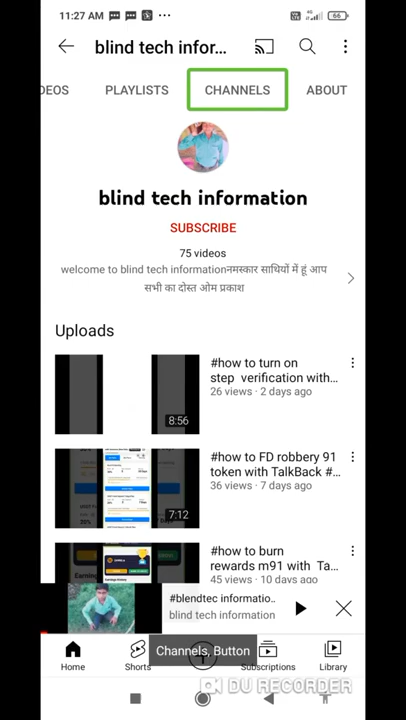 11:27 AM
4G
66
blind tech infor...
DEOS
PLAYLISTS
CHANNELS
ABOUT
blind tech information
SUBSCRIBE
75 videos
welcome to blind tech informationनमस्कार साथियों में हूं आप
सभी का दोस्त ओम प्रकाश
Uploads
#how to turn on
step verification with...
26 views · 2 days ago
8:56
#how to FD robbery 91
token with TalkBack #...
36 views · 7 days ago
7:12
#how to burn
rewards m91 with Ta...
45 views · 10 days ago
#blendtec informatio..
blind tech information
Channels, Button
Home
Shorts
Subscriptions
Library
DU RECORDER